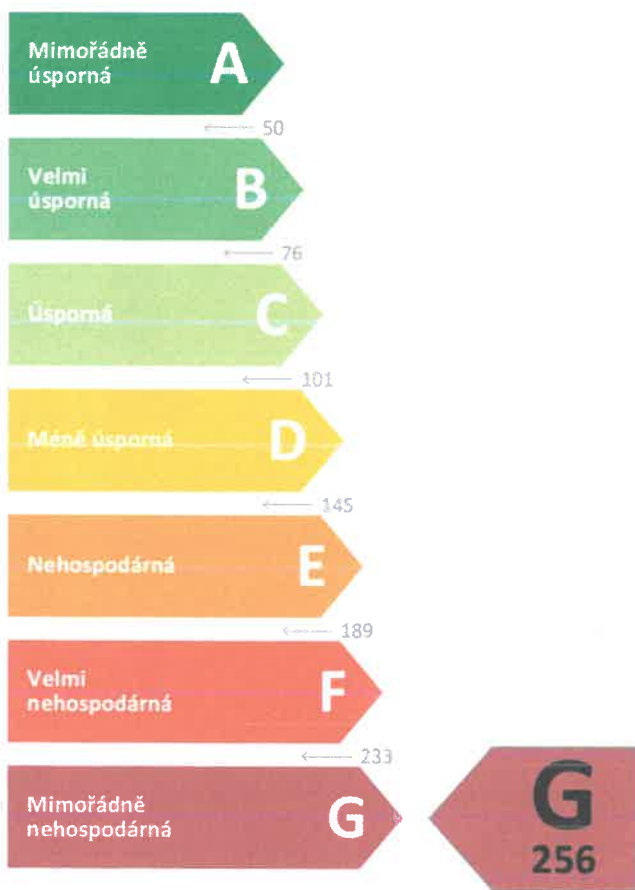 Mimořádně
úsporná
A
50
Velmi
úsporná
B
76
Úsporná
C
101
Méně úsporná
D
145
Nehospodárná
E
189
Velmi
nehospodárná
F
233
Mimořádně
nehospodárná
G
G
256